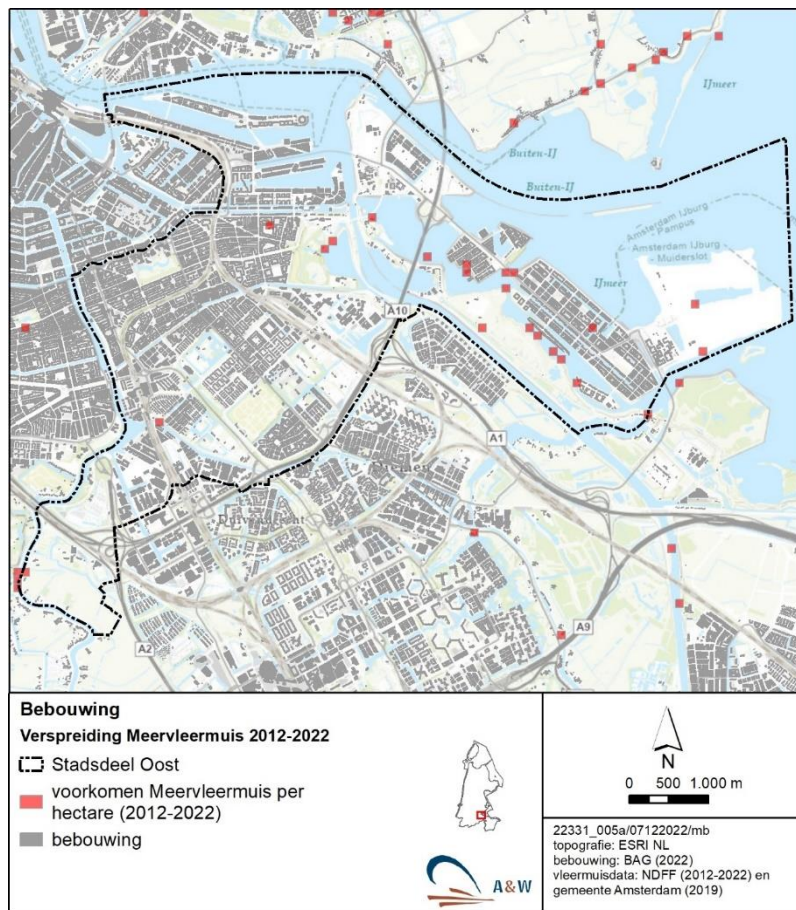 IJmeer
Buiten-IJ
Buiten-IJ
Amsterdam IJburg
- Pampus
Amsterdam IJburg
- Muiderslot
IJmeer
A10
A1
Diemen
Duivendrecht
A2
A9
Bebouwing
Verspreiding Meervleermuis 2012-2022
Stadsdeel Oost
voorkomen Meervleermuis per
hectare (2012-2022)
bebouwing
A&W
N
0 500 1.000 m
22331_005a/07122022/mb
topografie: ESRI NL
bebouwing: BAG (2022)
vleermuisdata: NDFF (2012-2022) en
gemeente Amsterdam (2019)